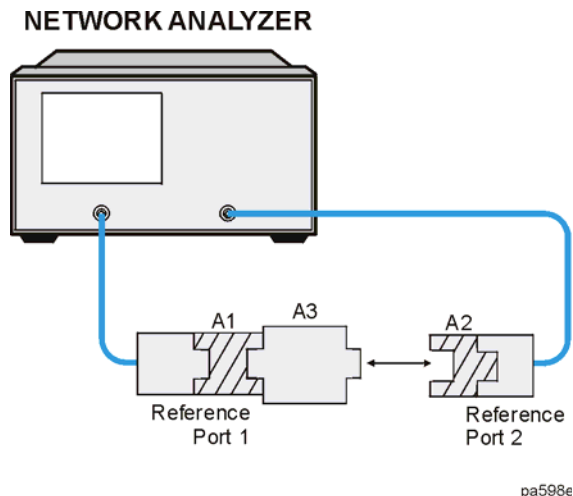 NETWORK ANALYZER
A1
A3
A2
Reference
Port 1
Reference
Port 2
pa598e